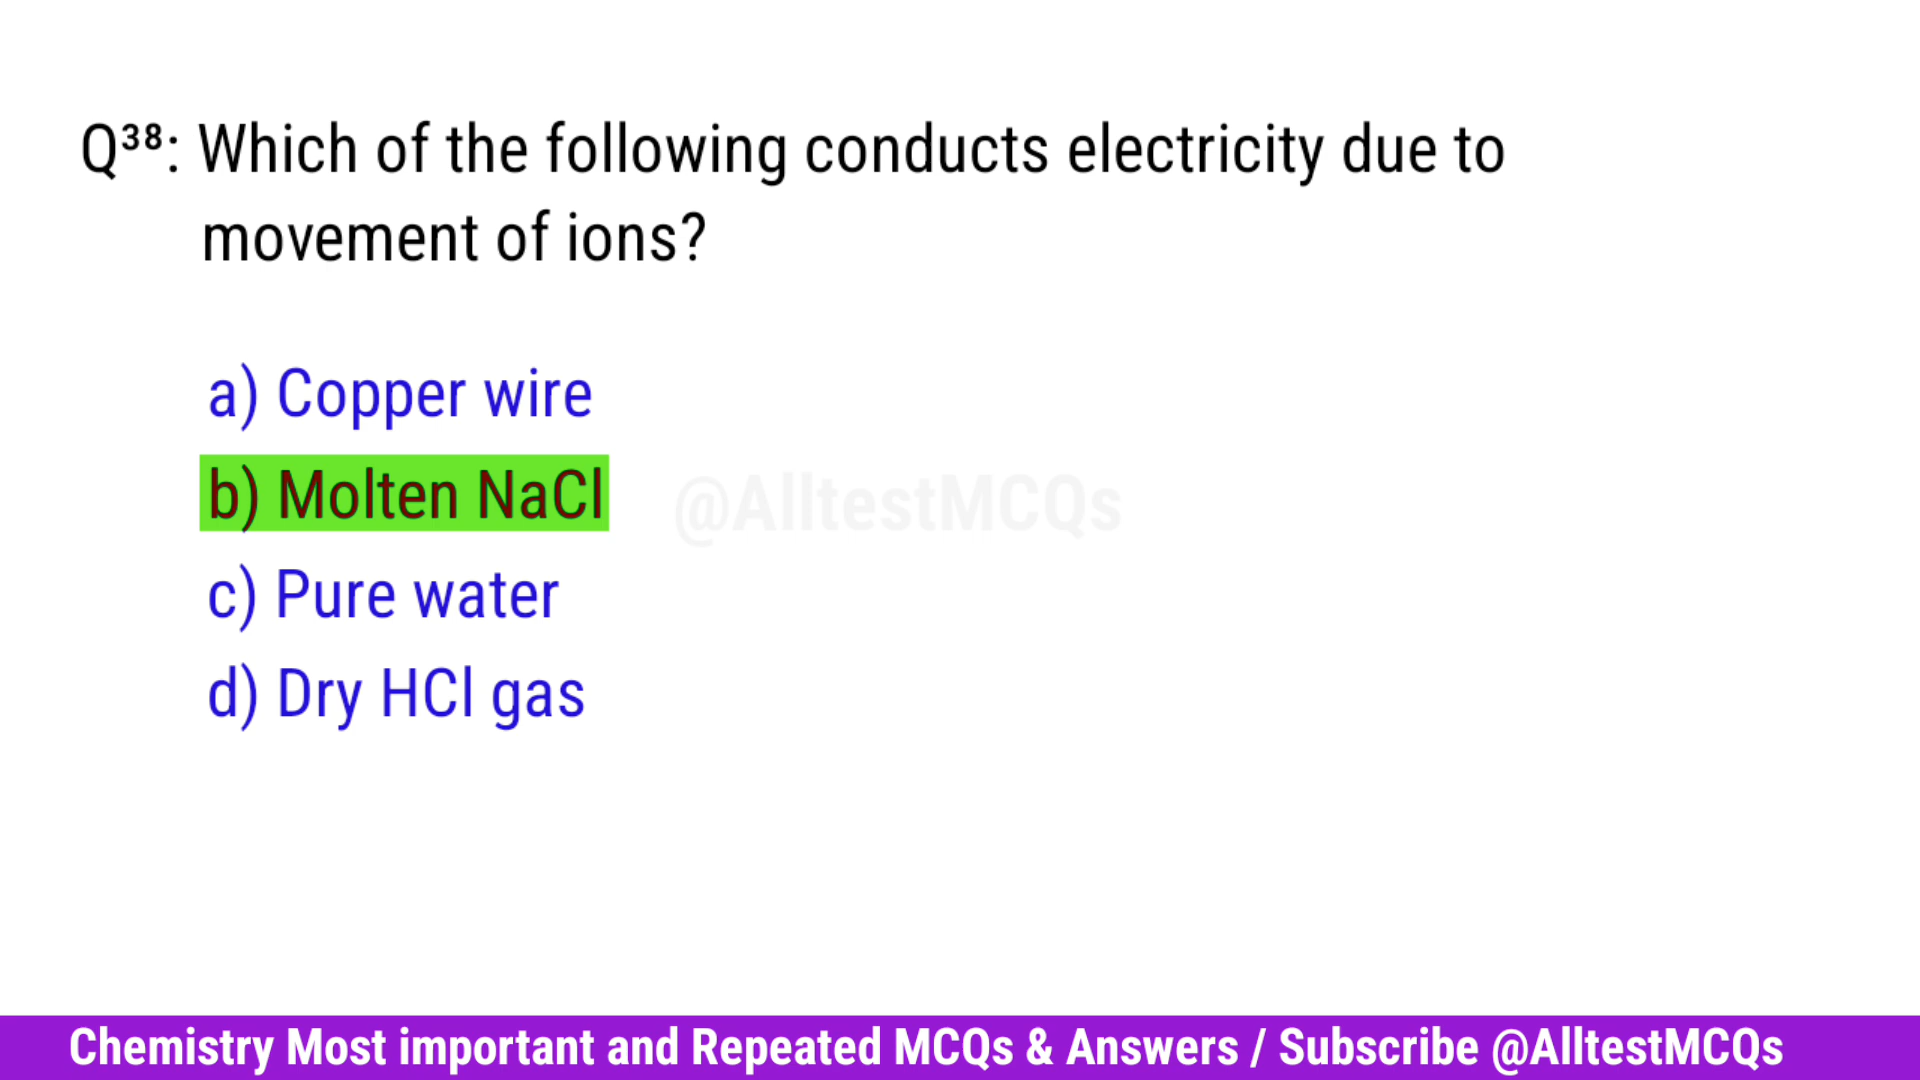 Q³⁸: Which of the following conducts electricity due to
movement of ions?
a) Copper wire
b) Molten NaCl
@AlltestMCQs
c) Pure water
d) Dry HCl gas
Chemistry Most important and Repeated MCQs & Answers / Subscribe @AlltestMCQs